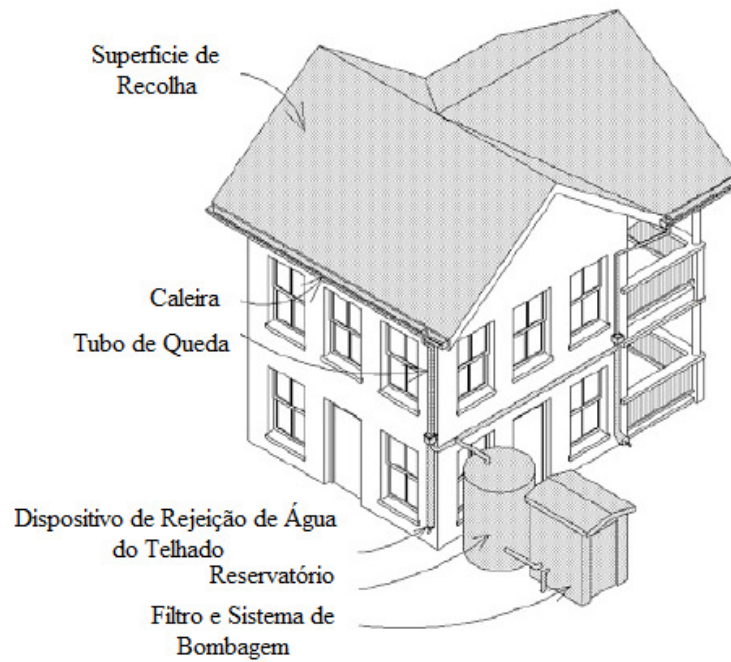 Superficie de
Recolha
Caleira
Tubo de Queda
Dispositivo de Rejeição de Água
do Telhado
Reservatório
Filtro e Sistema de
Bombagem